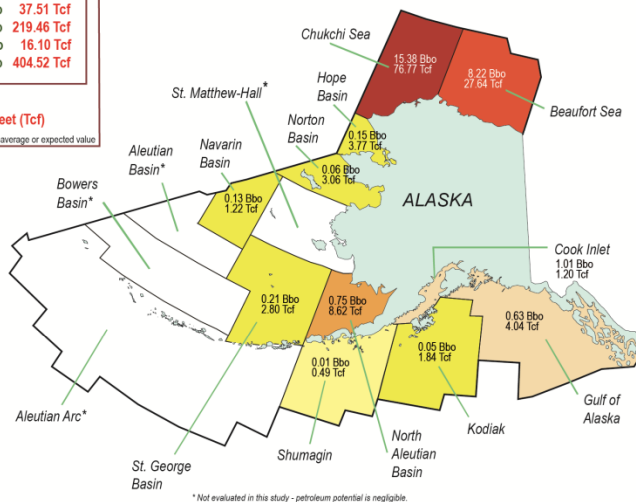 37.51 Tcf
219.46 Tcf
16.10 Tcf
404.52 Tcf
(Tcf)
average or expected value
Chukchi Sea
15.38 Bbo
76.77 Tcf
8.22 Bbo
27.64 Tcf
Beaufort Sea
Hope
Basin
0.15 Bbo
3.77 Tcf
St. Matthew-Hall*
Norton
Basin
0.06 Bbo
3.06 Tcf
Navarin
Basin
0.13 Bbo
1.22 Tcf
Aleutian
Basin*
Bowers
Basin*
ALASKA
Cook Inlet
1.01 Bbo
1.20 Tcf
0.21 Bbo
2.80 Tcf
0.75 Bbo
8.62 Tcf
0.63 Bbo
4.04 Tcf
0.05 Bbo
1.84 Tcf
0.01 Bbo
0.49 Tcf
Aleutian Arc*
St. George
Basin
Shumagin
North
Aleutian
Basin
Kodiak
Gulf of
Alaska
* Not evaluated in this study - petroleum potential is negligible.